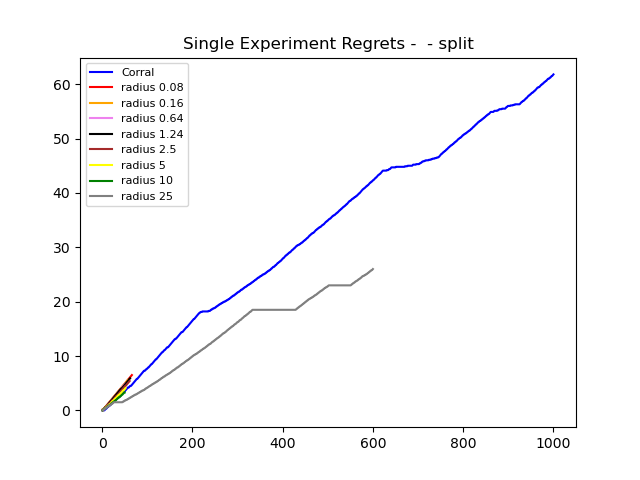 Single Experiment Regrets -  - split
Corral
radius 0.08
radius 0.16
radius 0.64
radius 1.24
radius 2.5
radius 5
radius 10
radius 25
60
50
40
30
20
10
0
0 200 400 600 800 1000